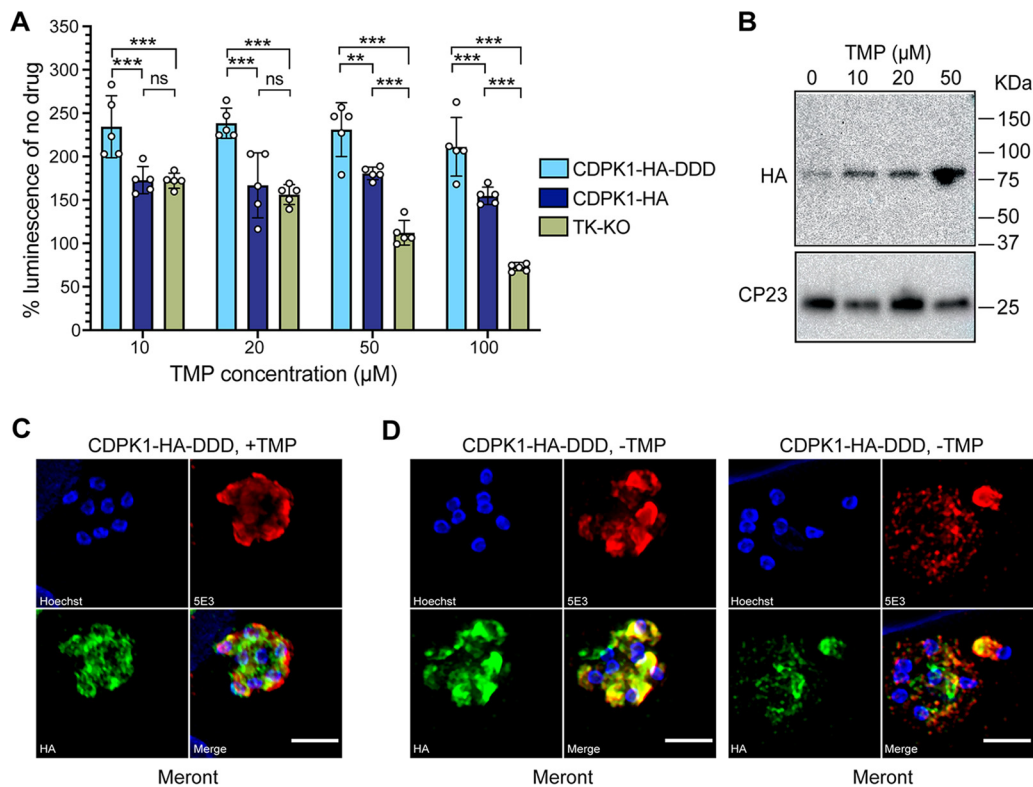 A
% luminescence of no drug
350
300
250
200
150
100
50
0
***
***
ns
***
***
ns
***
**
***
***
***
***
10
20
50
100
TMP concentration (µM)
CDPK1-HA-DDD
CDPK1-HA
TK-KO
B
TMP (µM)
0 10 20 50 KDa
HA
150
100
75
50
37
CP23
25
C
CDPK1-HA-DDD, +TMP
Hoechst
5E3
HA
Merge
Meront
D
CDPK1-HA-DDD, -TMP
Hoechst
5E3
HA
Merge
Meront
CDPK1-HA-DDD, -TMP
Hoechst
5E3
HA
Merge
Meront